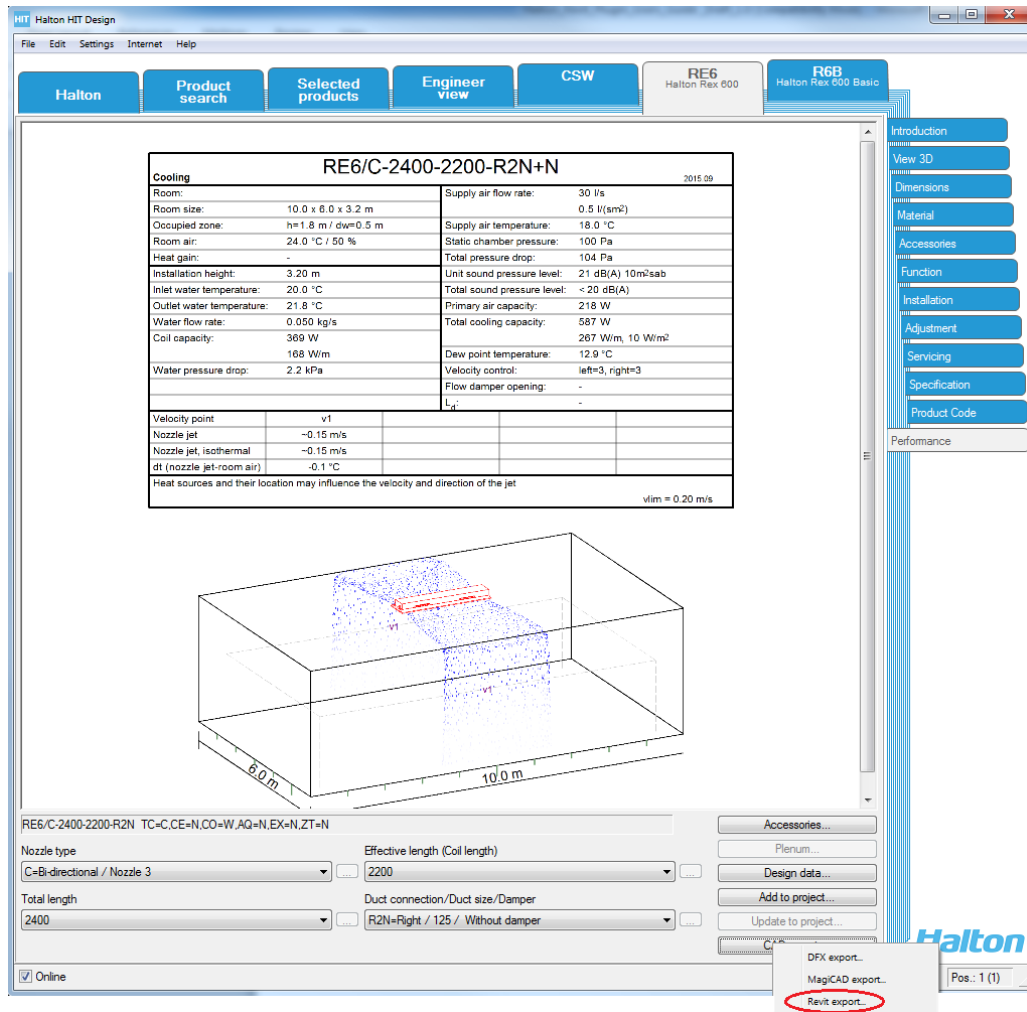 HIT Halton HIT Design
File Edit Settings Internet Help
Halton
Product search
Selected products
Engineer view
CSW
RE6
Halton Rex 600
R6B
Halton Rex 600 Basic
Introduction
View 3D
Dimensions
Material
Accessories
Function
Installation
Adjustment
Servicing
Specification
Product Code
Performance
Cooling RE6/C-2400-2200-R2N+N 2015.09
Room: Supply air flow rate: 30 l/s
Room size: 10.0 x 6.0 x 3.2 m 0.5 l/(sm2)
Occupied zone: h=1.8 m / dw=0.5 m Supply air temperature: 18.0 °C
Room air: 24.0 °C / 50 % Static chamber pressure: 100 Pa
Heat gain: - Total pressure drop: 104 Pa
Installation height: 3.20 m Unit sound pressure level: 21 dB(A) 10m2sab
Inlet water temperature: 20.0 °C Total sound pressure level: < 20 dB(A)
Outlet water temperature: 21.8 °C Primary air capacity: 218 W
Water flow rate: 0.050 kg/s Total cooling capacity: 587 W
Coil capacity: 369 W 267 W/m, 10 W/m2
168 W/m Dew point temperature: 12.9 °C
Water pressure drop: 2.2 kPa Velocity control: left=3, right=3
Flow damper opening: -
Ld: -
Velocity point v1
Nozzle jet ~0.15 m/s
Nozzle jet, isothermal ~0.15 m/s
dt (nozzle jet-room air) -0.1 °C
Heat sources and their location may influence the velocity and direction of the jet
vlim = 0.20 m/s
v1
v1
6.0 m
10.0 m
RE6/C-2400-2200-R2N TC=C,CE=N,CO=W,AQ=N,EX=N,ZT=N
Accessories...
Nozzle type Effective length (Coil length) Plenum...
C=Bi-directional / Nozzle 3 ... 2200 ... Design data...
Total length Duct connection/Duct size/Damper Add to project...
2400 ... R2N=Right / 125 / Without damper ... Update to project...
Halton
DFX export...
Online Pos.: 1 (1)
MagiCAD export...
Revit export...